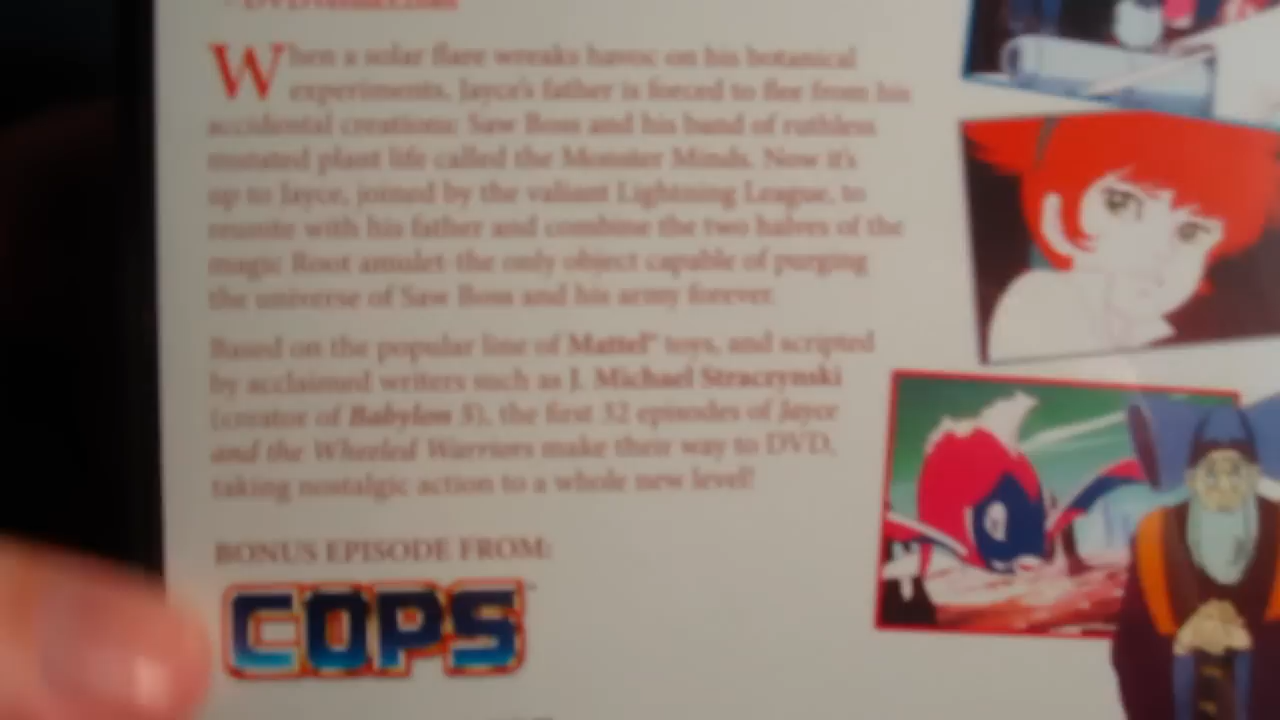 When a solar flare wreaks havoc on his botanical
experiments, Jayce's father is forced to flee from his
accidental creations: Saw Boss and his band of ruthless
mutated plant life called the Monster Minds. Now it's
up to Jayce, joined by the valiant Lightning League, to
reunite with his father and combine the two halves of the
magic Root amulet-the only object capable of purging
the universe of Saw Boss and his army forever.
Based on the popular line of Mattel® toys, and scripted
by acclaimed writers such as J. Michael Straczynski
(creator of Babylon 5), the first 32 episodes of Jayce
and the Wheeled Warriors make their way to DVD,
taking nostalgic action to a whole new level!
BONUS EPISODE FROM:
COPS™